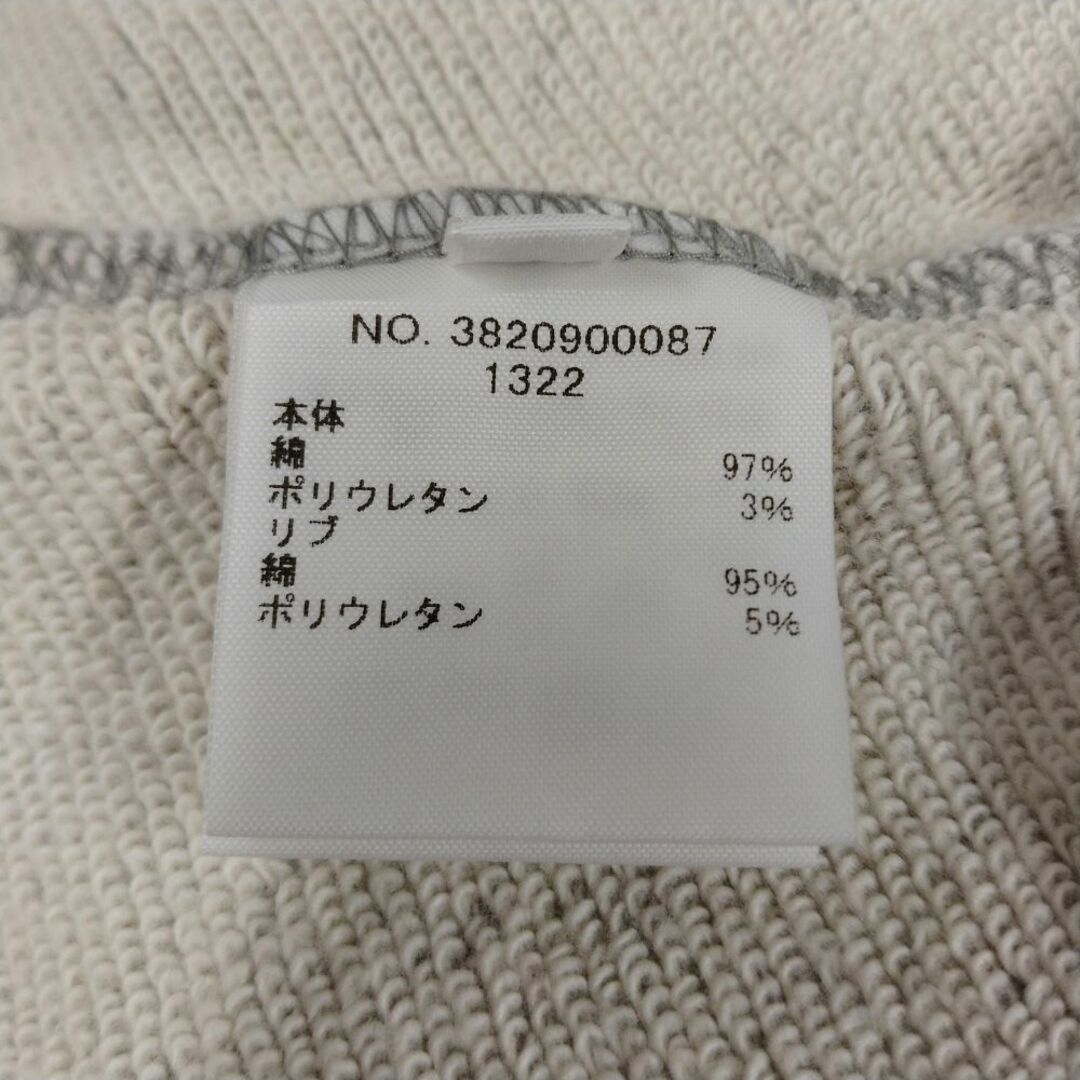 NO. 3820900087
1322
本体
綿 97%
ポリウレタン 3%
リブ
綿 95%
ポリウレタン 5%